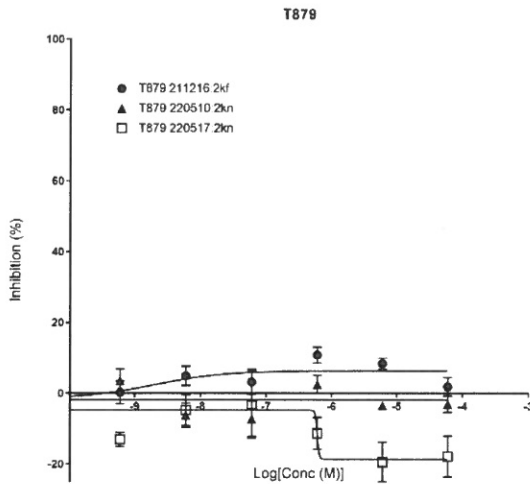 T879
100
80
60
40
20
0
-20
Inhibition (%)
T879 211216.2kf
T879 220510.2kn
T879 220517.2kn
-9 -8 -7 -6 -5 -4 -3
Log[Conc (M)]